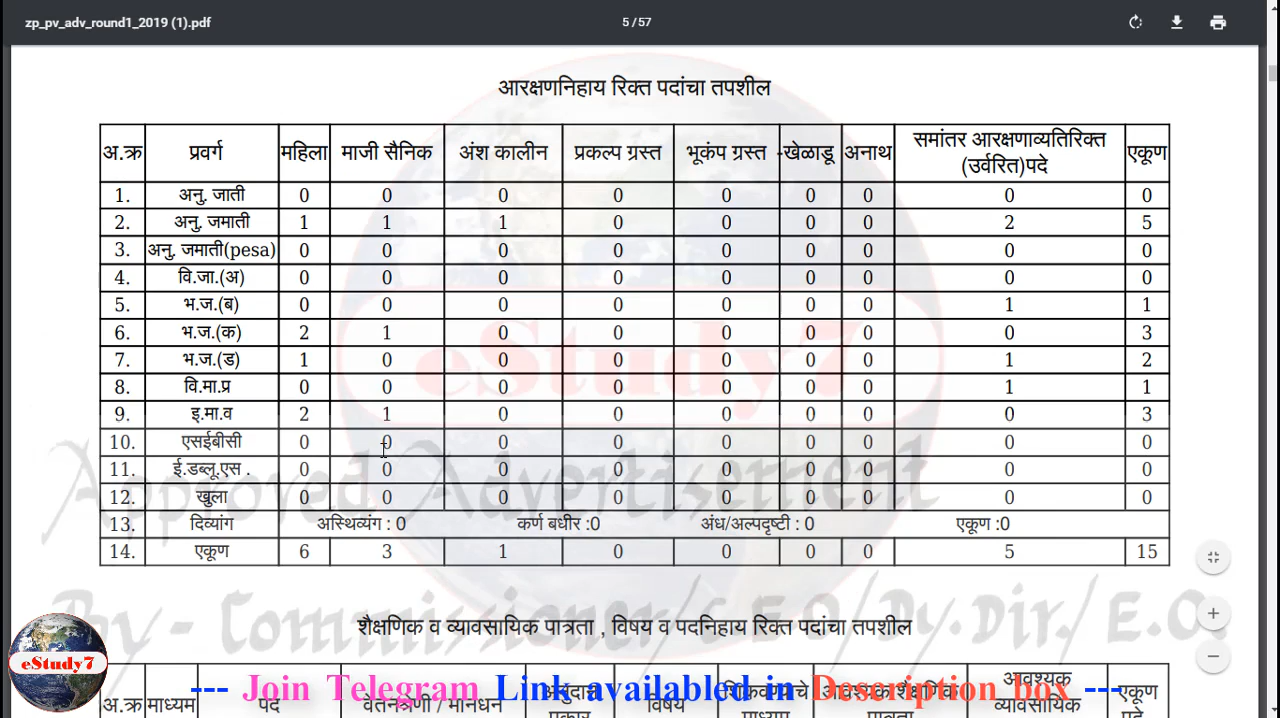 zp_pv_adv_round1_2019 (1).pdf 5 / 57
आरक्षणनिहाय रिक्त पदांचा तपशील
अ.क्र प्रवर्ग महिला माजी सैनिक अंश कालीन प्रकल्प ग्रस्त भूकंप ग्रस्त -खेळाडू अनाथ समांतर आरक्षणाव्यतिरिक्त (उर्वरित)पदे एकूण
1. अनु. जाती 0 0 0 0 0 0 0 0 0
2. अनु. जमाती 1 1 1 0 0 0 0 2 5
3. अनु. जमाती(pesa) 0 0 0 0 0 0 0 0 0
4. वि.जा.(अ) 0 0 0 0 0 0 0 0 0
5. भ.ज.(ब) 0 0 0 0 0 0 0 1 1
6. भ.ज.(क) 2 1 0 0 0 0 0 0 3
7. भ.ज.(ड) 1 0 0 0 0 0 0 1 2
8. वि.मा.प्र 0 0 0 0 0 0 0 1 1
9. इ.मा.व 2 1 0 0 0 0 0 0 3
10. एसईबीसी 0 0 0 0 0 0 0 0 0
11. ई.डब्लू.एस . 0 0 0 0 0 0 0 0 0
12. खुला 0 0 0 0 0 0 0 0 0
13. दिव्यांग अस्थिव्यंग : 0 कर्ण बधीर :0 अंध/अल्पदृष्टी : 0 एकूण :0
14. एकूण 6 3 1 0 0 0 0 5 15
eStudy7
Approved Advertisement
By- Commissioner/C.E.O/Dy.Dir/E.O.
शैक्षणिक व व्यावसायिक पात्रता , विषय व पदनिहाय रिक्त पदांचा तपशील
अ.क्र माध्यम पद वेतनश्रेणी / मानधन विषय आवश्यक व्यावसायिक एकूण
eStudy7
--- Join Telegram Link availabled in Description box ---